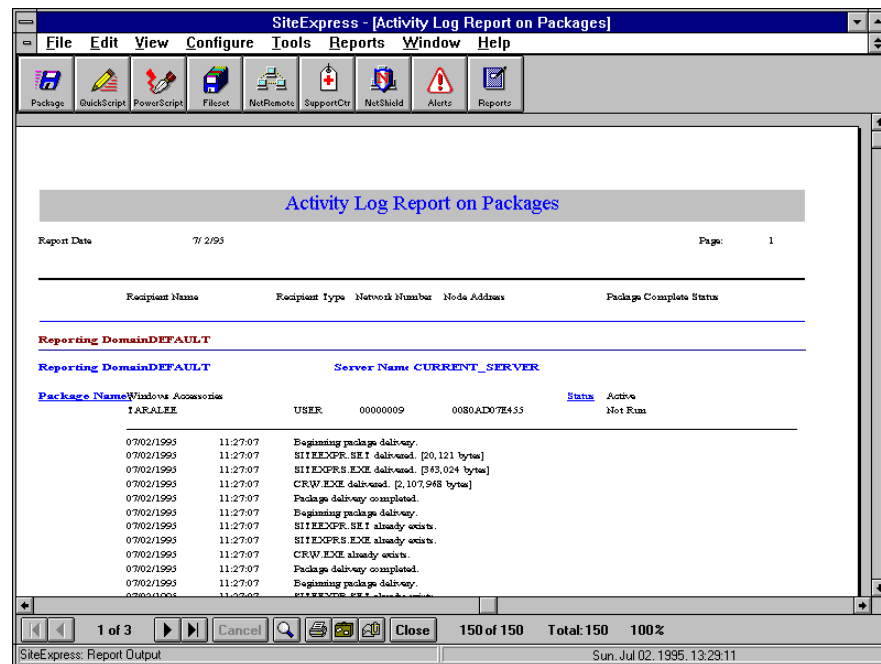 SiteExpress - [Activity Log Report on Packages]
File Edit View Configure Tools Reports Window Help
Package QuickScript PowerScript Fileset NetRemote SupportCtr NetShield Alerts Reports
Activity Log Report on Packages
Report Date 7/ 2/95 Page: 1
Recipient Name Recipient Type Network Number Node Address Package Complete Status
Reporting DomainDEFAULT
Reporting DomainDEFAULT Server Name CURRENT_SERVER
Package Name Windows Accessories Status Active
TARALEE USER 00000009 0080AD07E455 Not Run
07/02/1995 11:27:07 Beginning package delivery.
07/02/1995 11:27:07 SITEEXPR.SET delivered. [20,121 bytes]
07/02/1995 11:27:07 SITEXPRS.EXE delivered. [363,024 bytes]
07/02/1995 11:27:07 CRW.EXE delivered. [2,107,968 bytes]
07/02/1995 11:27:07 Package delivery completed.
07/02/1995 11:27:07 Beginning package delivery.
07/02/1995 11:27:07 SITEEXPR.SET already exists.
07/02/1995 11:27:07 SITEXPRS.EXE already exists.
07/02/1995 11:27:07 CRW.EXE already exists.
07/02/1995 11:27:07 Package delivery completed.
07/02/1995 11:27:07 Beginning package delivery.
1 of 3 Cancel Close 150 of 150 Total:150 100%
SiteExpress: Report Output Sun. Jul 02. 1995. 13:29:11